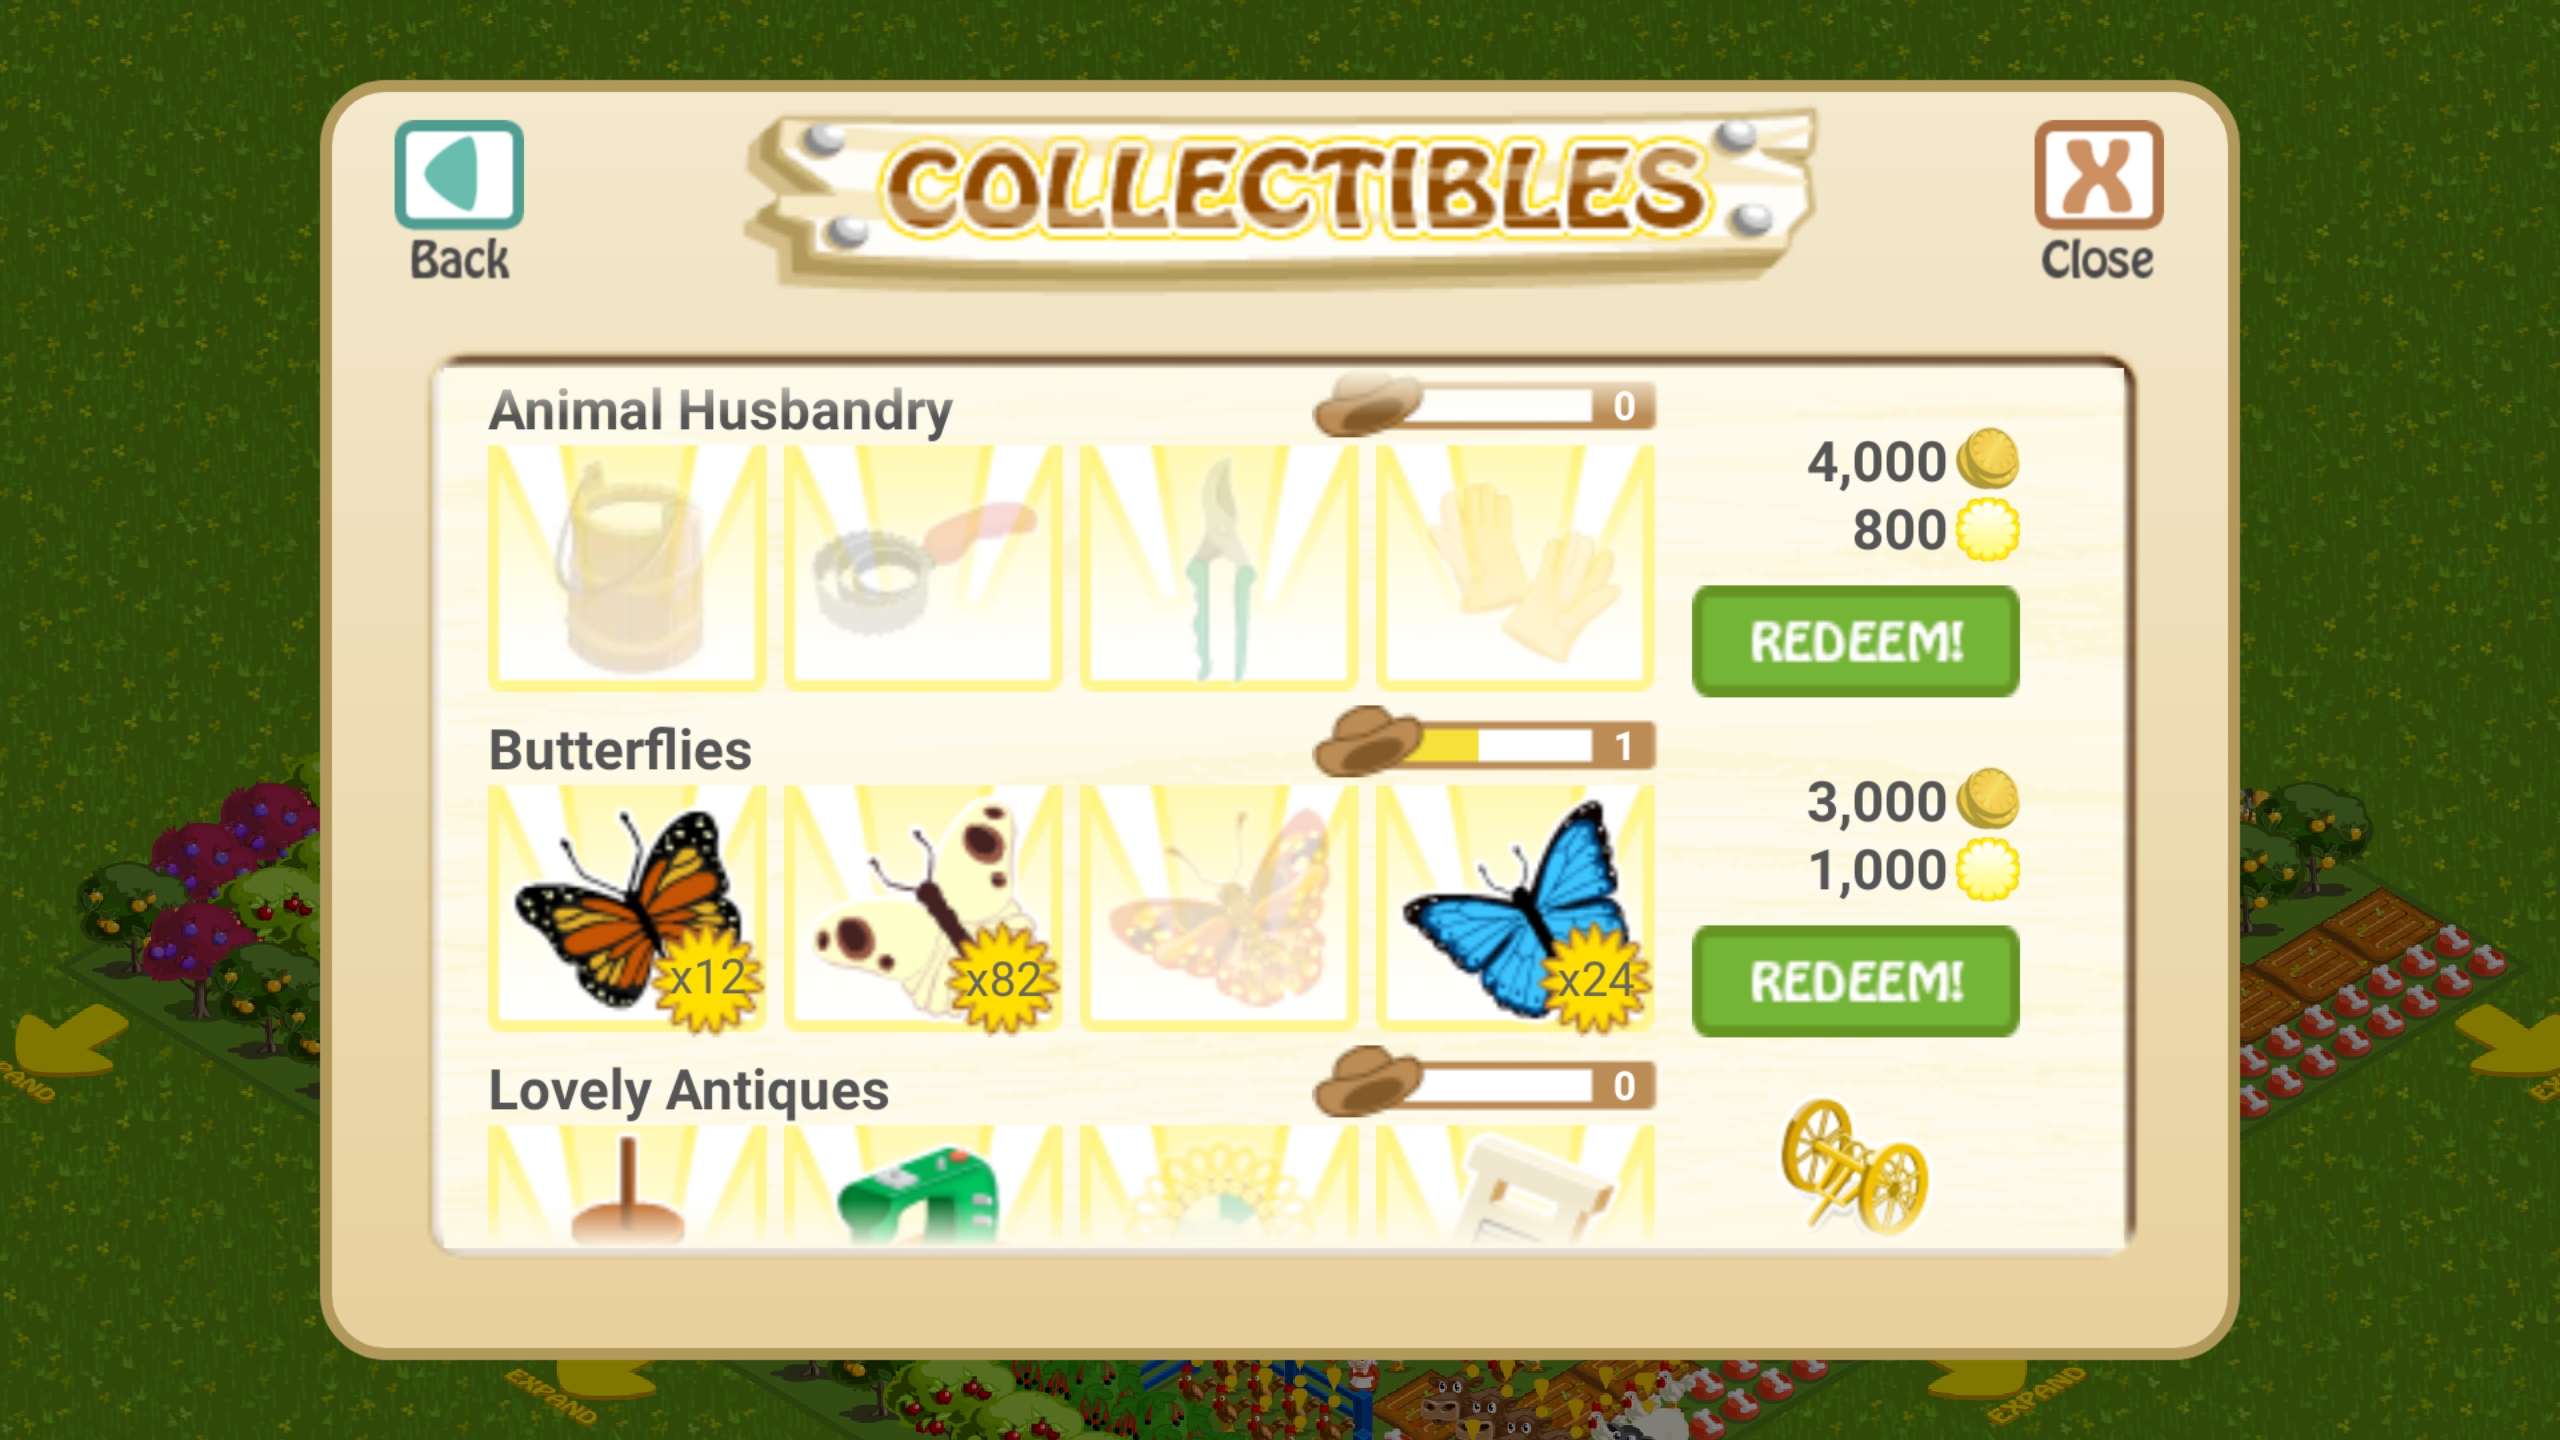 COLLECTIBLES
Back
Close
Animal Husbandry
0
4,000
800
REDEEM!
Butterflies
1
3,000
1,000
x12
x82
x24
REDEEM!
Lovely Antiques
0
EXPAND
EXPAND